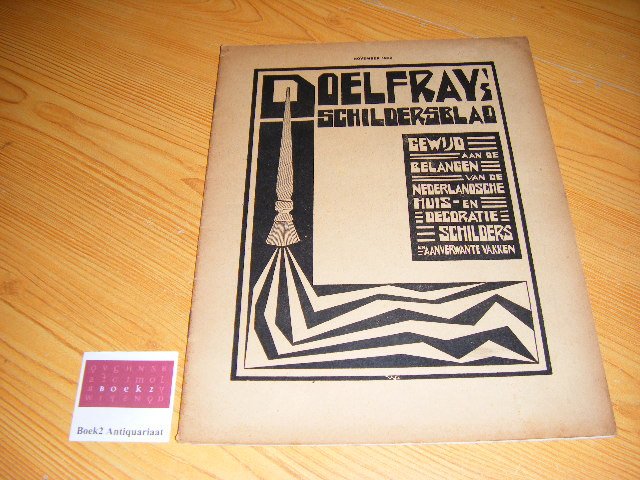 NOVEMBER
DOELFRAY'S
SCHILDERSBLAD
GEWIJD
AAN DE
BELANGEN
VAN DE
NEDERLANDSCHE
HUIS- EN
DECORATIE
SCHILDERS
EN AANVERWANTE VAKKEN
BOEK2
Boek2 Antiquariaat